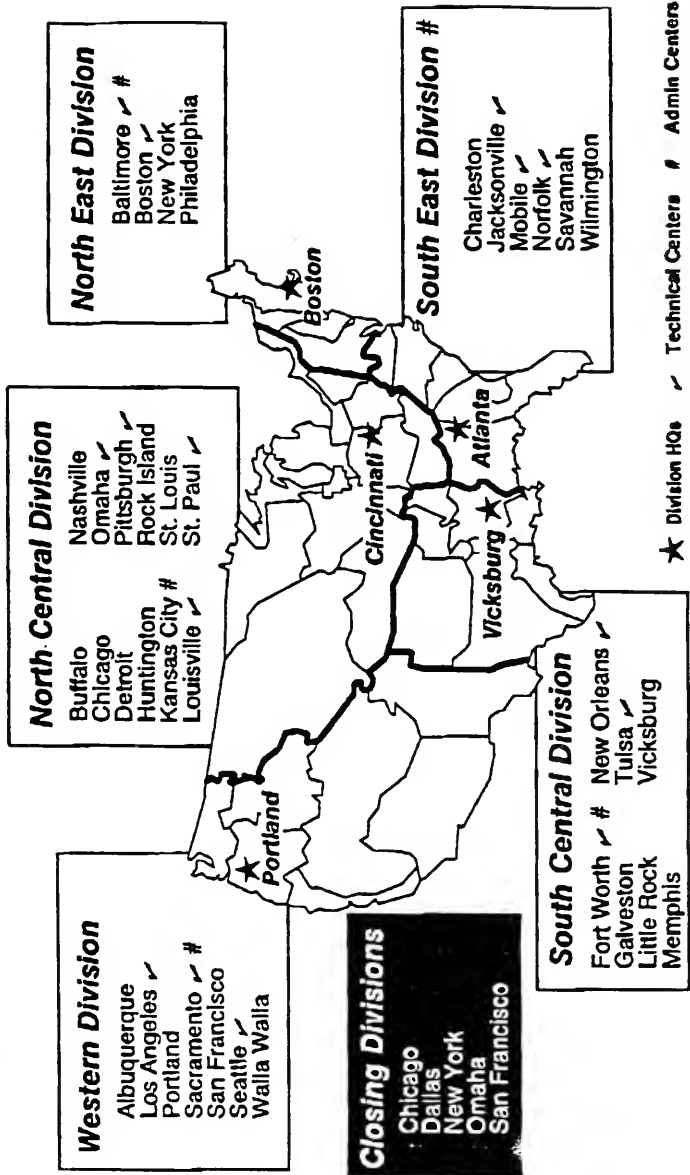 Western Division
Albuquerque
Los Angeles ✓
Portland
Sacramento ✓ #
San Francisco
Seattle ✓
Walla Walla
North Central Division
Buffalo
Chicago
Detroit
Huntington
Kansas City #
Louisville ✓
Nashville
Omaha ✓
Pittsburgh ✓
Rock Island
St. Louis
St. Paul ✓
North East Division
Baltimore ✓ #
Boston ✓
New York
Philadelphia
Portland
Cincinnati
Boston
Vicksburg
Atlanta
Closing Divisions
Chicago
Dallas
New York
Omaha
San Francisco
South Central Division
Fort Worth ✓ #
Galveston
Little Rock
Memphis
New Orleans ✓
Tulsa ✓
Vicksburg
South East Division #
Charleston
Jacksonville ✓
Mobile ✓
Norfolk ✓
Savannah
Wilmington
★ Division HQs ✓ Technical Centers # Admin Centers